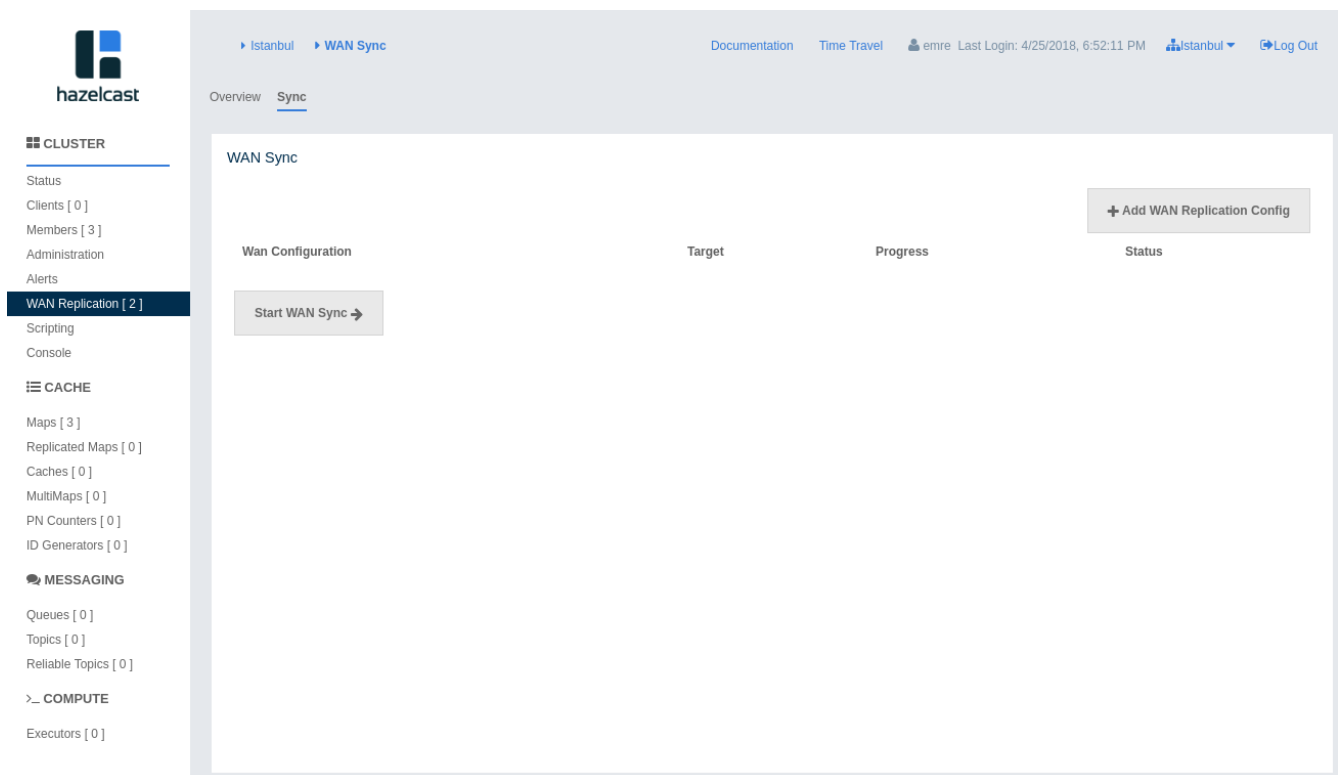 hazelcast
CLUSTER
Status
Clients [ 0 ]
Members [ 3 ]
Administration
Alerts
WAN Replication [ 2 ]
Scripting
Console
CACHE
Maps [ 3 ]
Replicated Maps [ 0 ]
Caches [ 0 ]
MultiMaps [ 0 ]
PN Counters [ 0 ]
ID Generators [ 0 ]
MESSAGING
Queues [ 0 ]
Topics [ 0 ]
Reliable Topics [ 0 ]
COMPUTE
Executors [ 0 ]
Istanbul WAN Sync Documentation Time Travel emre Last Login: 4/25/2018, 6:52:11 PM Istanbul Log Out
Overview Sync
WAN Sync
Add WAN Replication Config
Wan Configuration Target Progress Status
Start WAN Sync